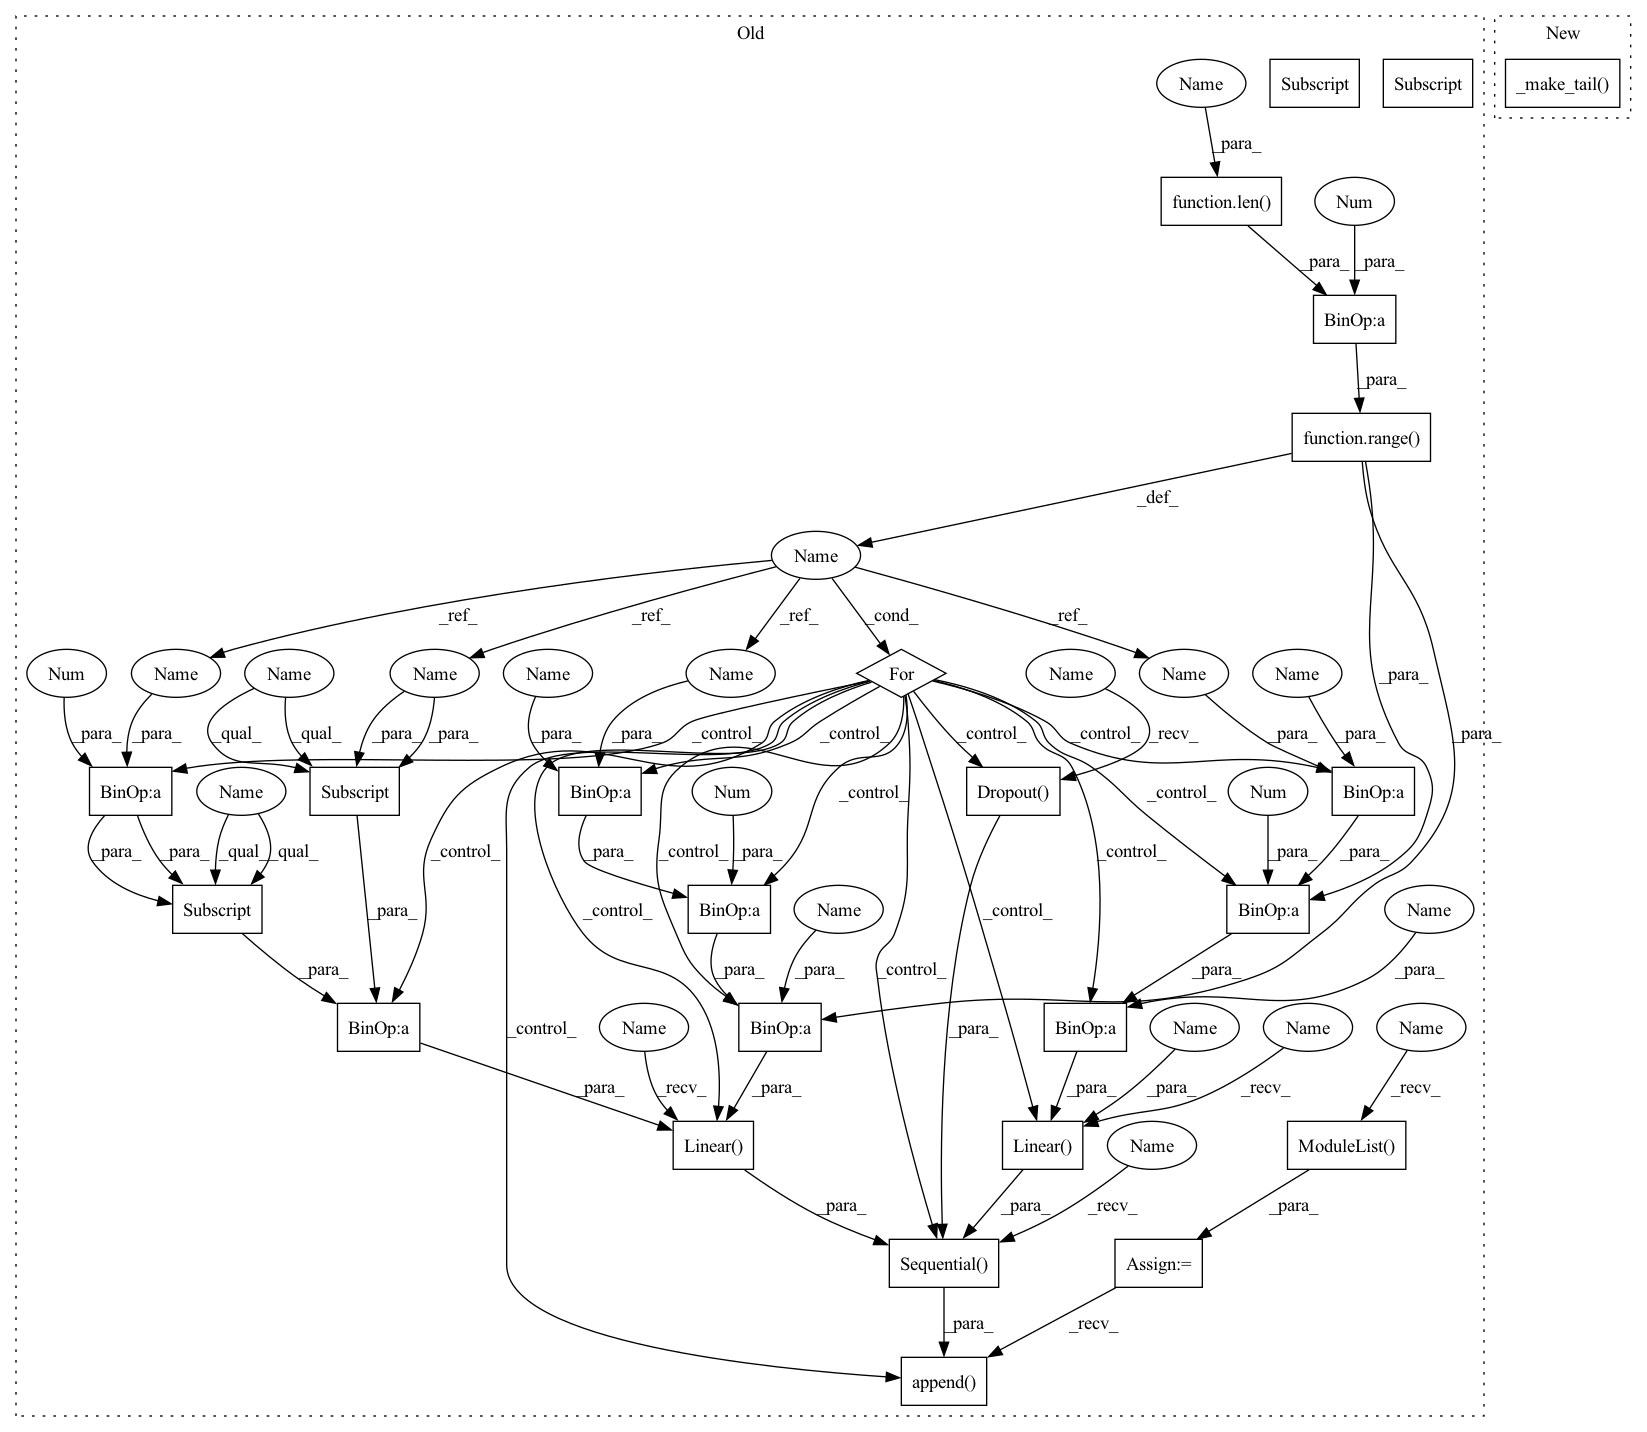 Old
New
Name
Subscript
Subscript
_make_tail()
_para_
function.len()
Num
_para_
_para_
BinOp:a
_para_
function.range()
_def_
Name
_ref_
_ref_
_ref_
_cond_
_ref_
Num
Name
Name
Name
Name
Name
For
Name
Name
Name
_para_
_para_
_para_
_qual_
_qual_
_para_
_para_
_para_
_para_
_control_
_control_
_control_
_recv_
_control_
_para_
_para_
_para_
BinOp:a
Name
Subscript
BinOp:a
Num
Dropout()
Num
BinOp:a
_para_
_para_
_qual_
_qual_
_control_
_para_
_control_
_para_
_control_
_control_
_control_
_para_
_para_
Subscript
_para_
BinOp:a
Name
BinOp:a
Name
_control_
_control_
_para_
_para_
_para_
_control_
_para_
_para_
BinOp:a
Name
BinOp:a
BinOp:a
Name
Name
Name
_control_
_para_
_para_
_recv_
_para_
_para_
_para_
_recv_
_recv_
Linear()
Linear()
Name
ModuleList()
_para_
_para_
_recv_
_para_
Sequential()
Assign:=
_para_
_recv_
append()